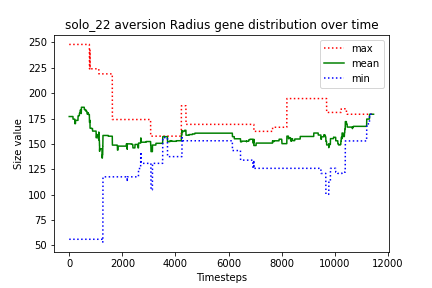 solo_22 aversion Radius gene distribution over time
max
mean
min
Size value
250
225
200
175
150
125
100
75
50
0
2000
4000
6000
8000
10000
12000
Timesteps